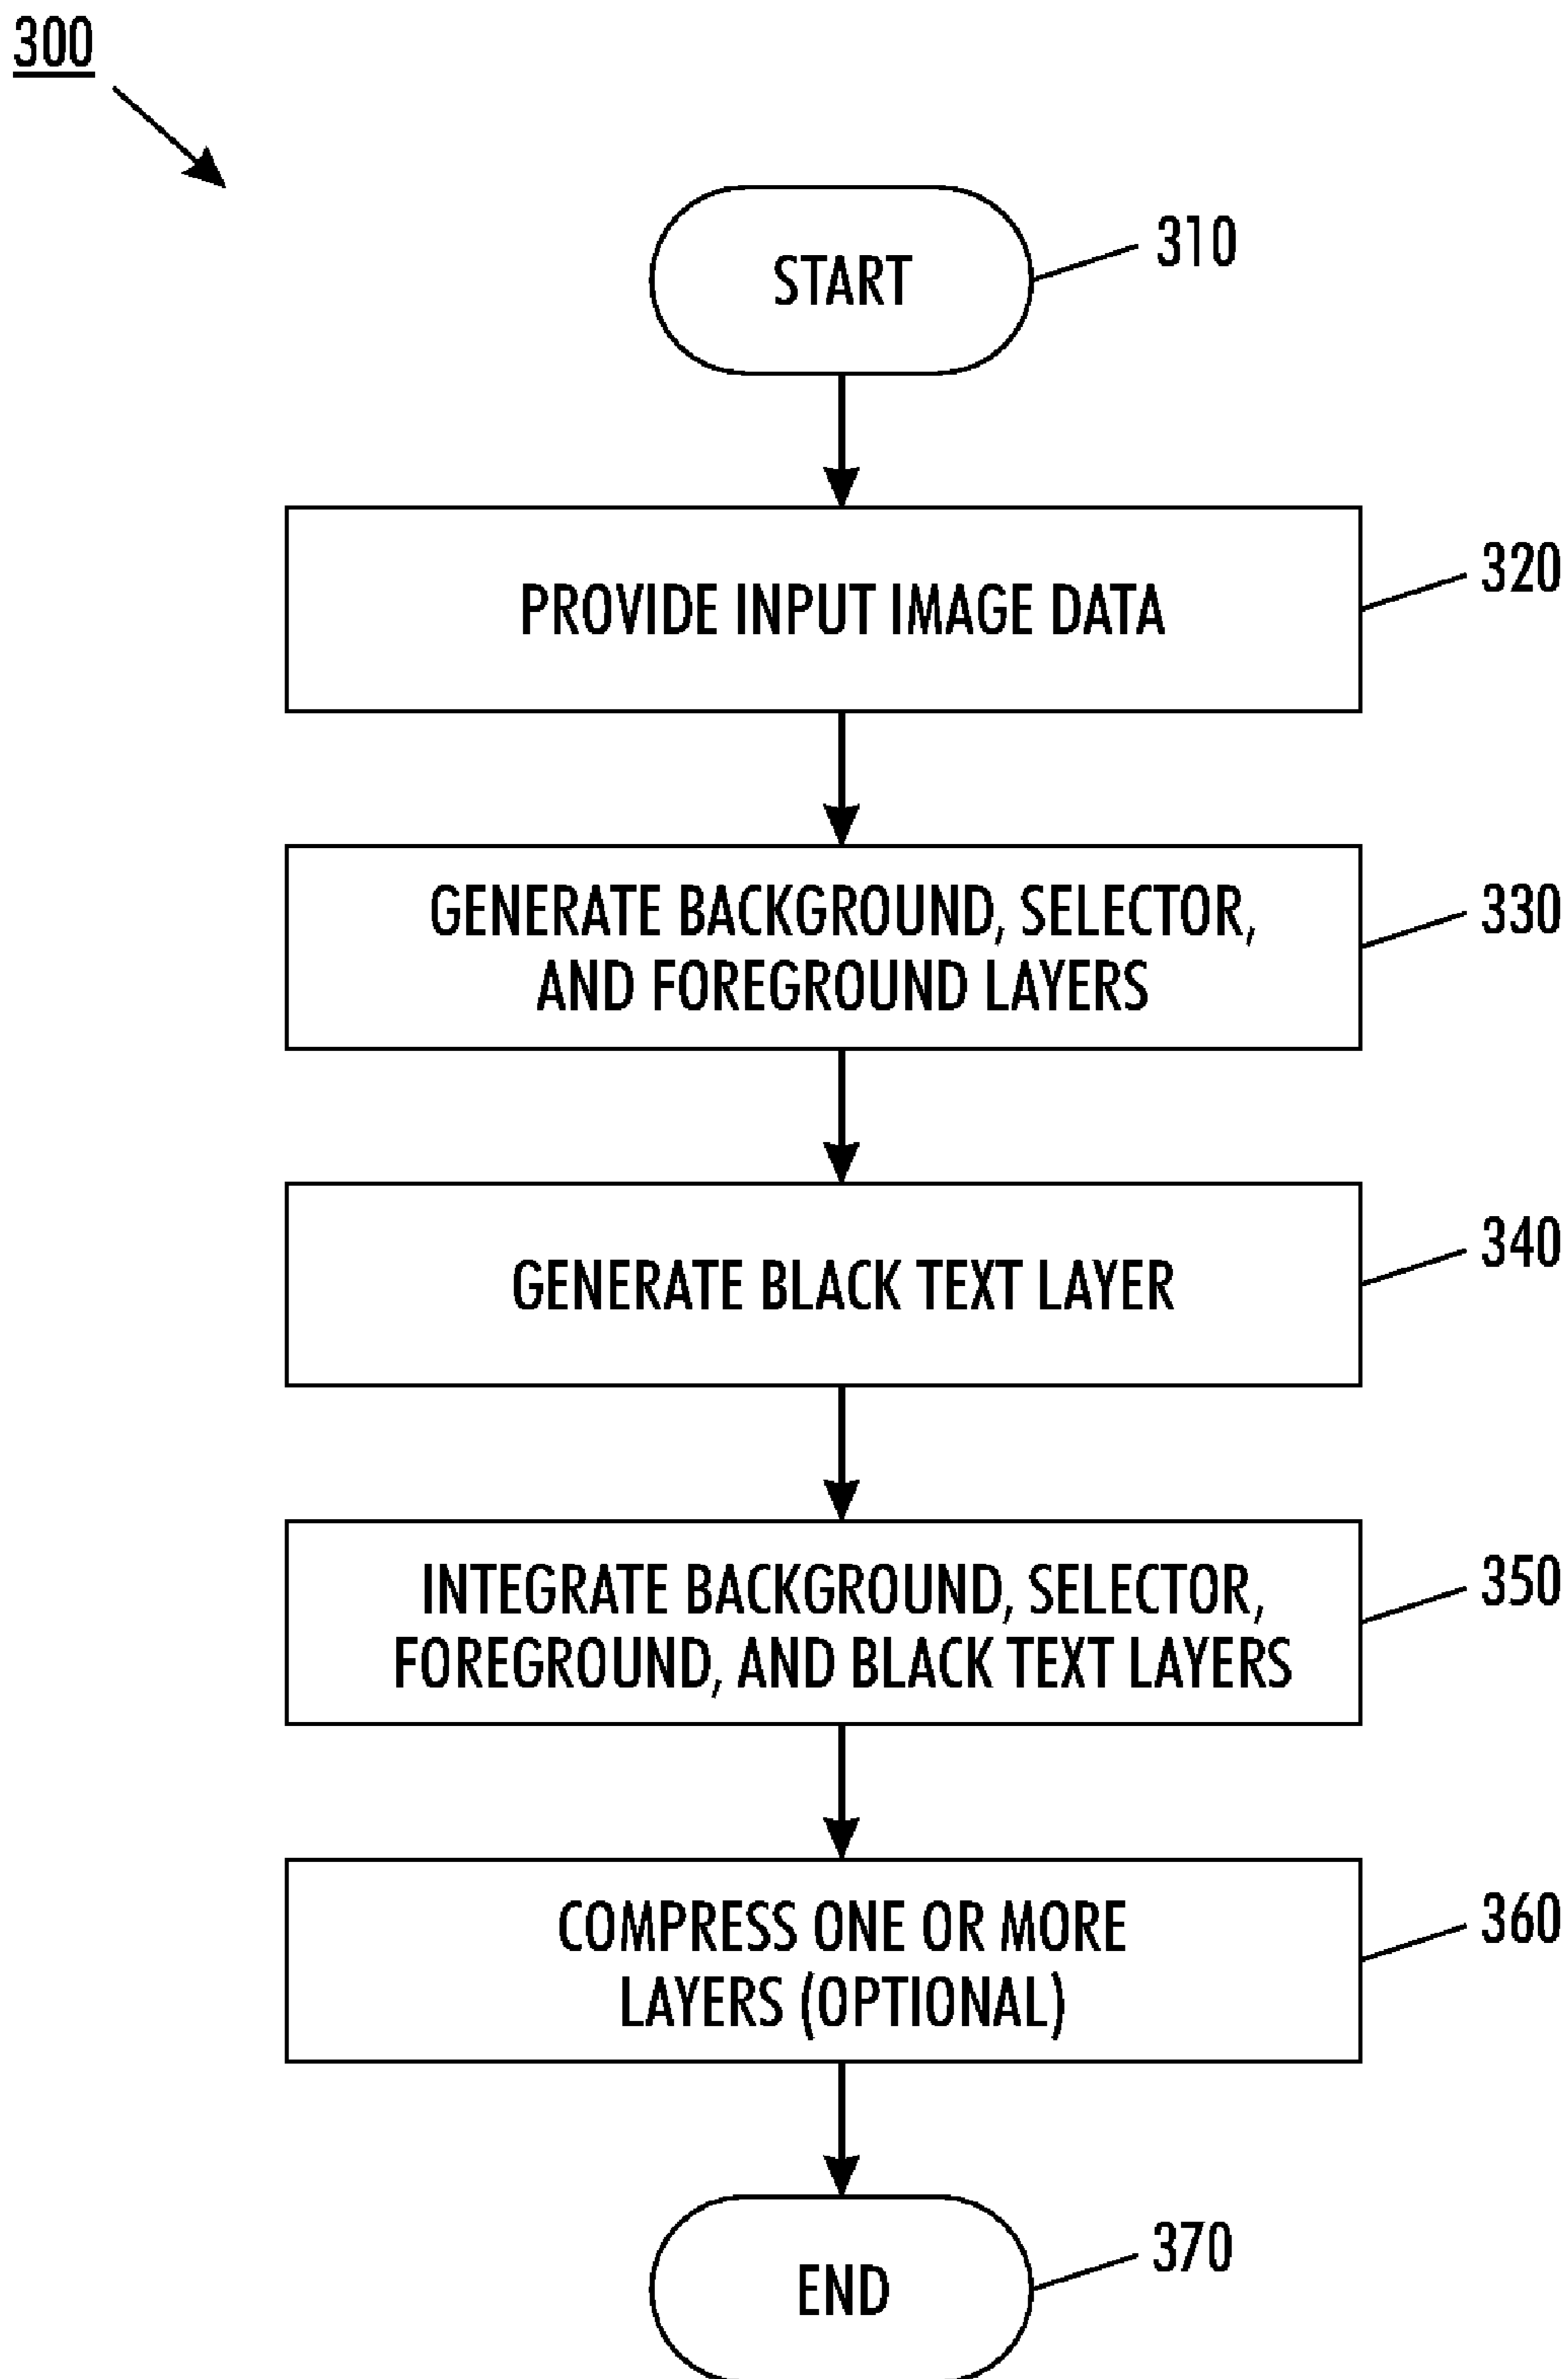 300
START
310
PROVIDE INPUT IMAGE DATA
320
GENERATE BACKGROUND, SELECTOR,
AND FOREGROUND LAYERS
330
GENERATE BLACK TEXT LAYER
340
INTEGRATE BACKGROUND, SELECTOR,
FOREGROUND, AND BLACK TEXT LAYERS
350
COMPRESS ONE OR MORE
LAYERS (OPTIONAL)
360
END
370